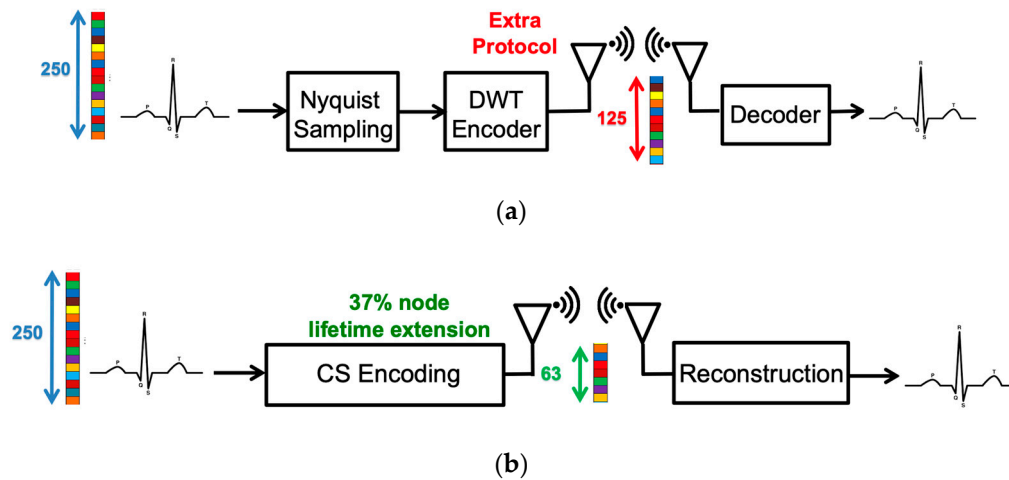 Extra
Protocol
250
R
P
T
Q
S
Nyquist
Sampling
DWT
Encoder
125
Decoder
R
P
T
Q
S
(a)
37% node
lifetime extension
250
R
P
T
Q
S
CS Encoding
63
Reconstruction
R
P
T
Q
S
(b)